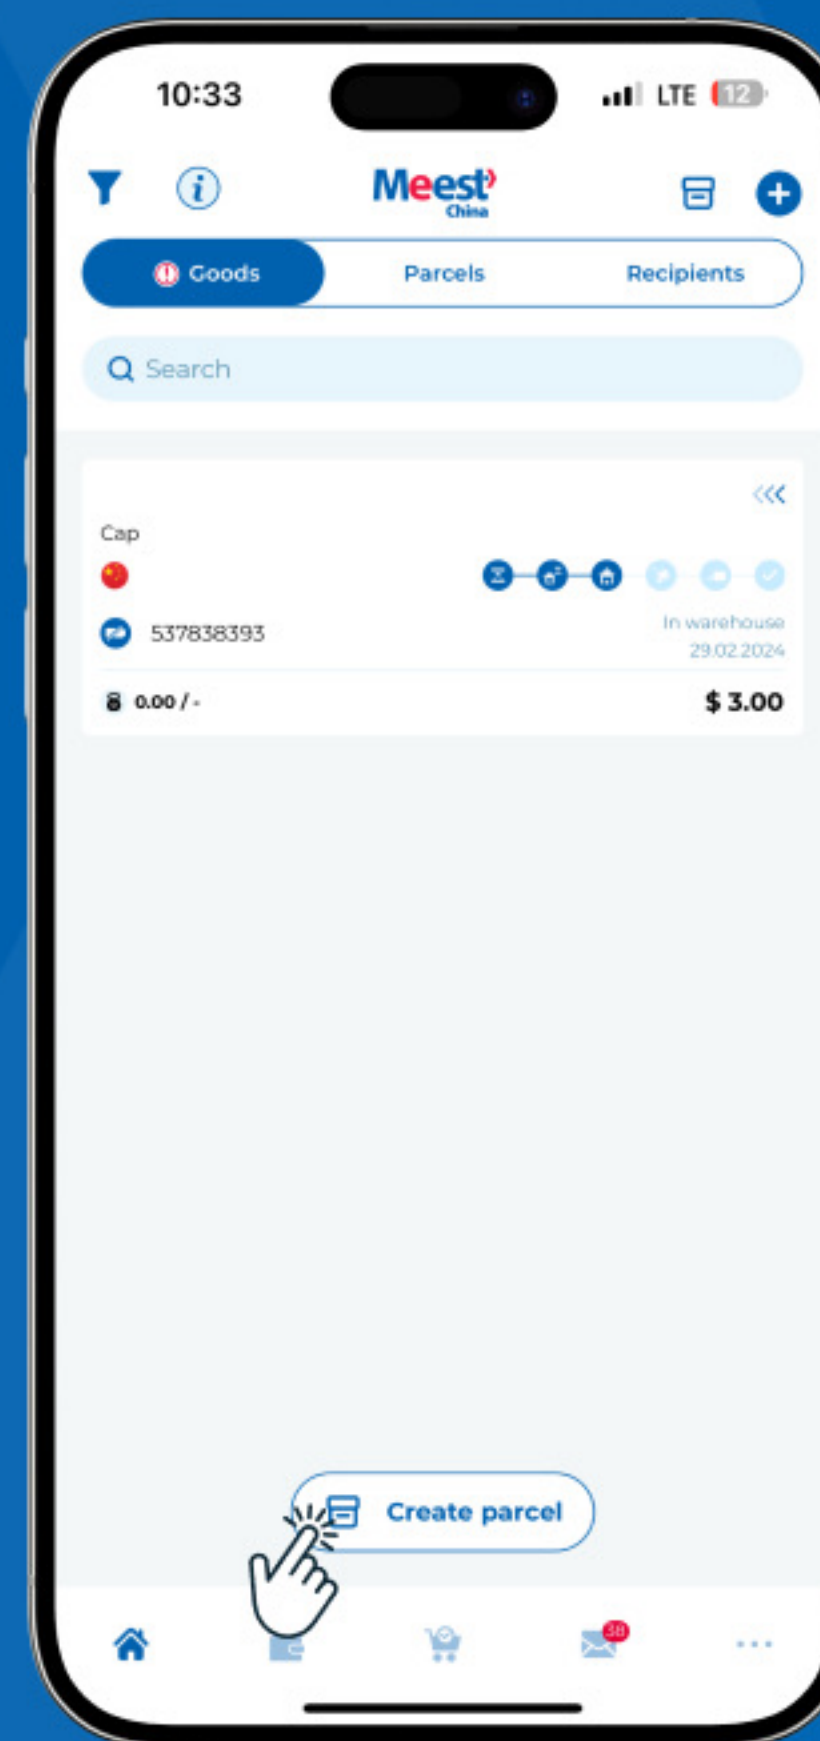 10:33
LTE 12
Meest
China
Goods
Parcels
Recipients
Search
Cap
537838393
In warehouse
29.02.2024
0.00 / -
$ 3.00
Create parcel
38